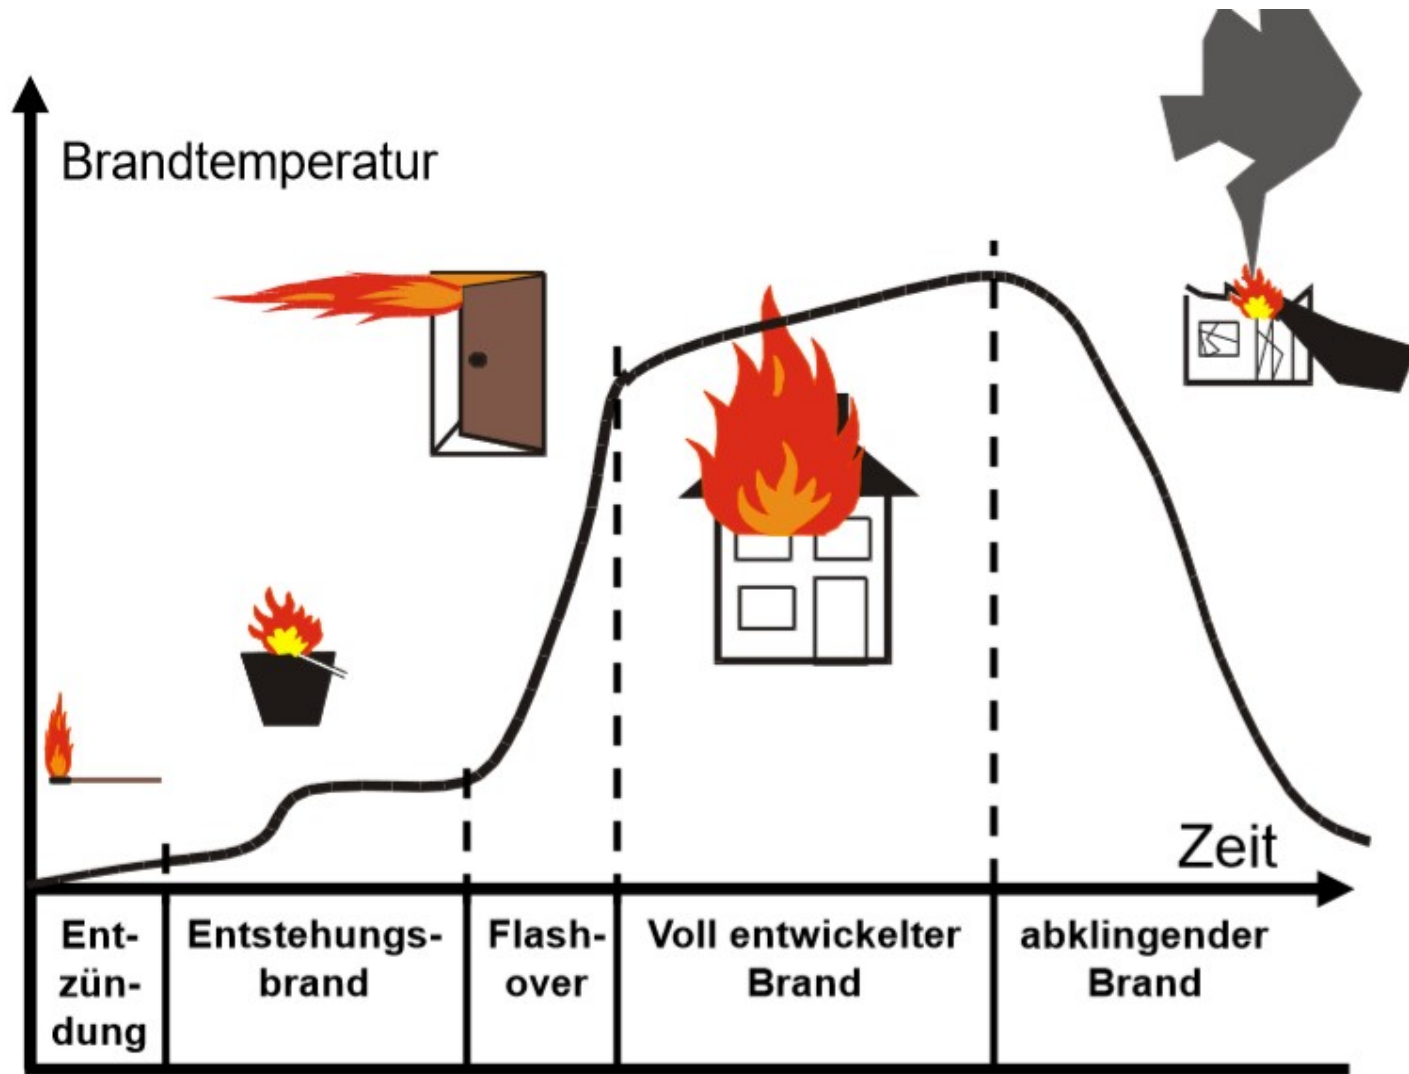 Brandtemperatur
Zeit
Ent-
zün-
dung
Entstehungs-
brand
Flash-
over
Voll entwickelter
Brand
abklingender
Brand